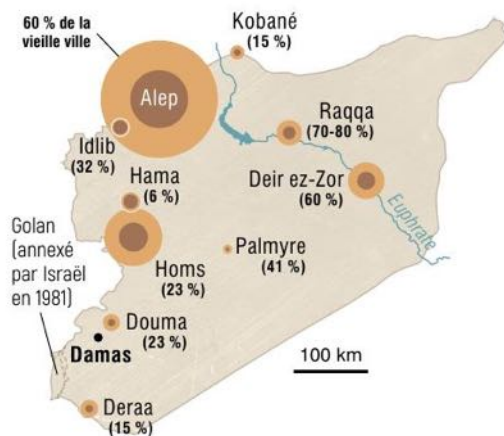 60 % de la
vieille ville
Alep
Kobané
(15 %)
Idlib
(32 %)
Raqqa
(70-80 %)
Hama
(6 %)
Deir ez-Zor
(60 %)
Euphrate
Golan
(annexé
par Israël
en 1981)
Homs
(23 %)
Palmyre
(41 %)
Douma
(23 %)
Damas
100 km
Deraa
(15 %)